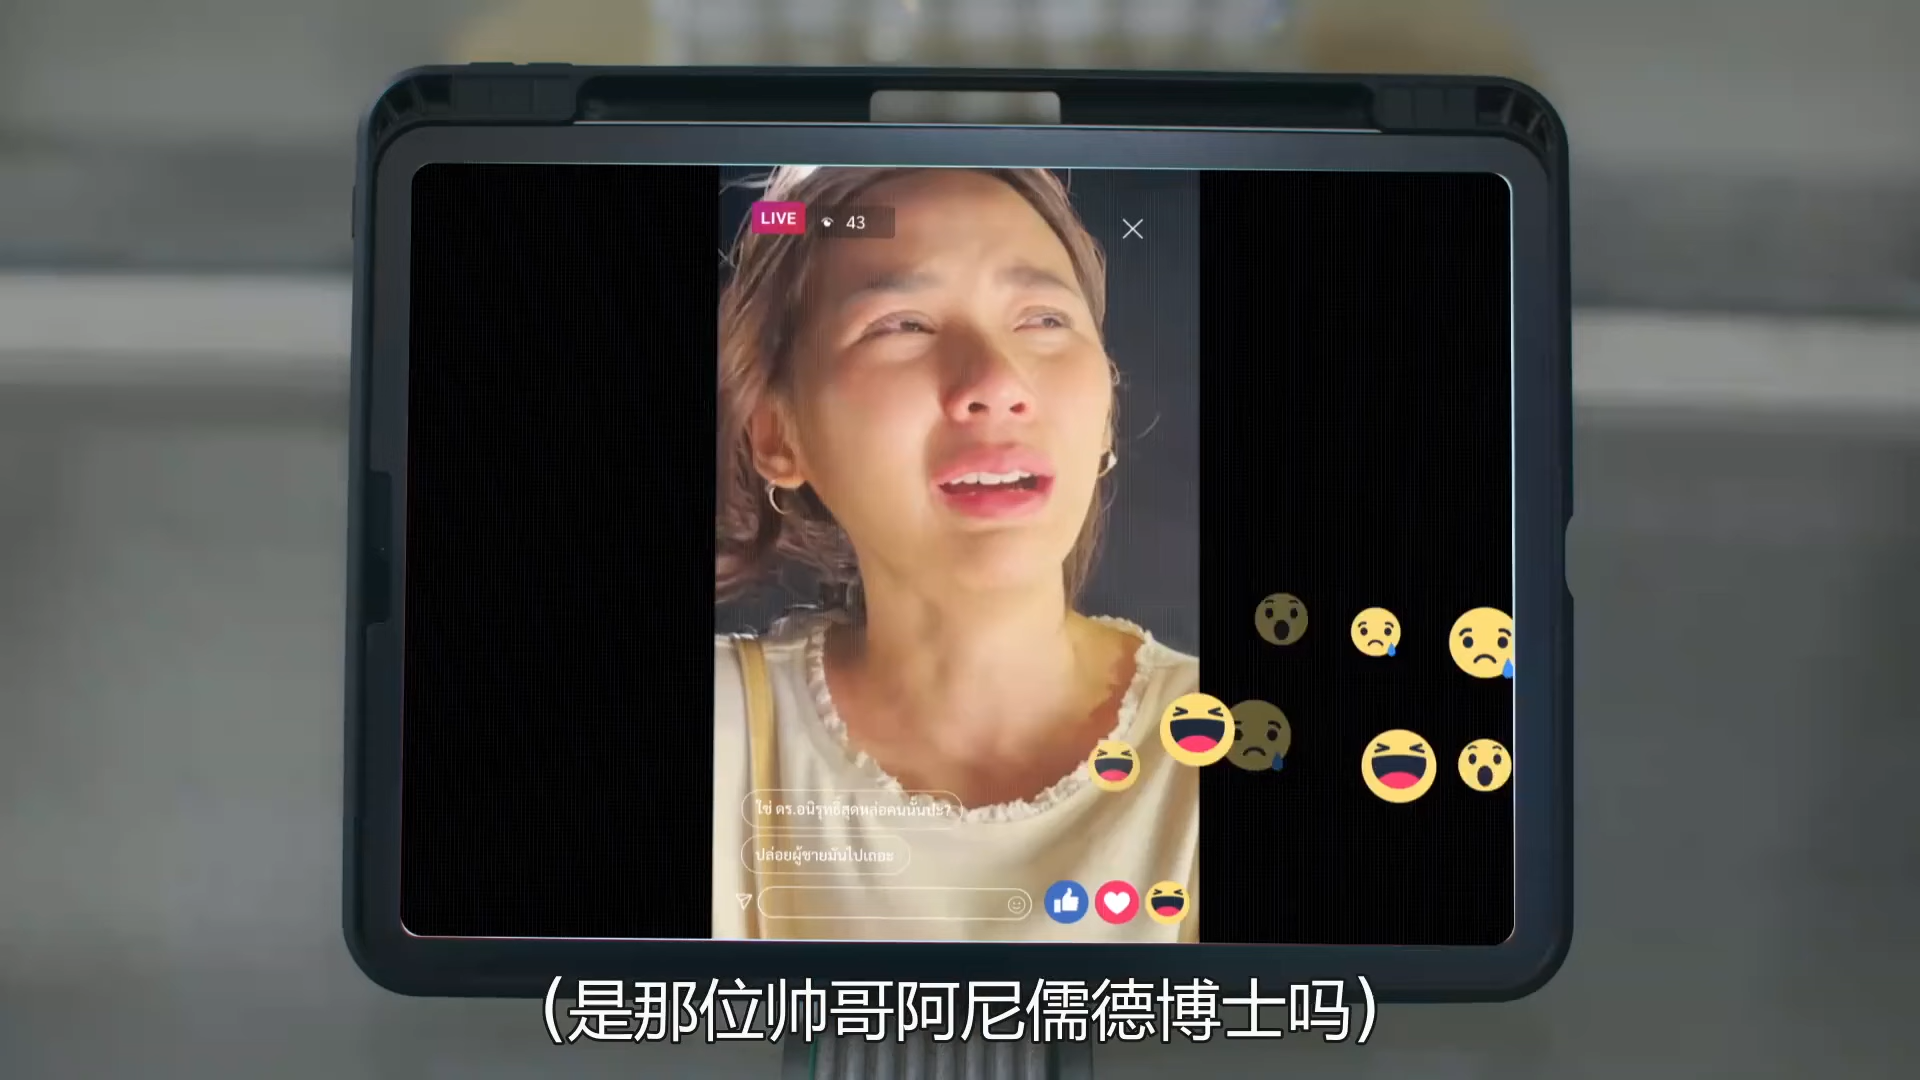 LIVE
43
ใช่ ดร.อนิรุทธิ์สุดหล่อคนนั้นปะ?
ปล่อยผู้ชายมันไปเถอะ
(是那位帅哥阿尼儒德博士吗)